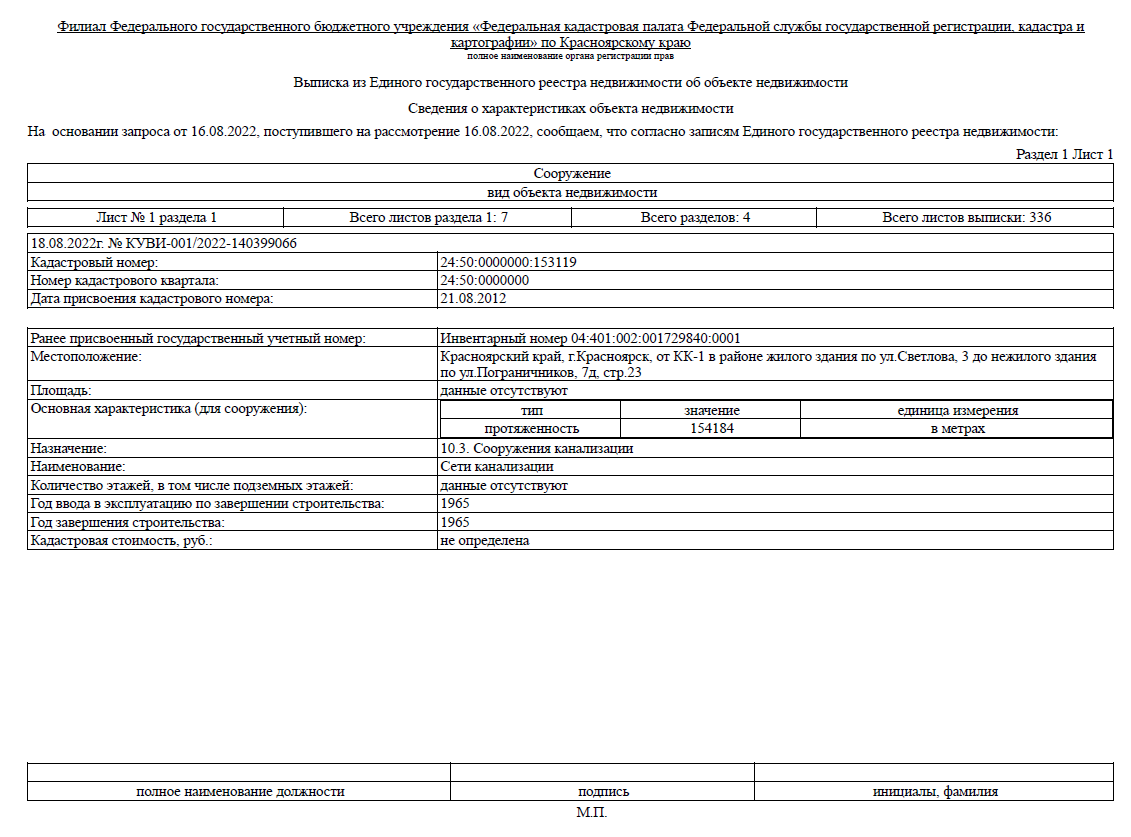 Филиал Федерального государственного бюджетного учреждения «Федеральная кадастровая палата Федеральной службы государственной регистрации, кадастра и
картографии» по Красноярскому краю
полное наименование органа регистрации прав
Выписка из Единого государственного реестра недвижимости об объекте недвижимости
Сведения о характеристиках объекта недвижимости
На основании запроса от 16.08.2022, поступившего на рассмотрение 16.08.2022, сообщаем, что согласно записям Единого государственного реестра недвижимости:
Раздел 1 Лист 1
Сооружение
вид объекта недвижимости
Лист № 1 раздела 1 Всего листов раздела 1: 7 Всего разделов: 4 Всего листов выписки: 336
18.08.2022г. № КУВИ-001/2022-140399066
Кадастровый номер: 24:50:0000000:153119
Номер кадастрового квартала: 24:50:0000000
Дата присвоения кадастрового номера: 21.08.2012
Ранее присвоенный государственный учетный номер: Инвентарный номер 04:401:002:001729840:0001
Местоположение: Красноярский край, г.Красноярск, от КК-1 в районе жилого здания по ул.Светлова, 3 до нежилого здания
по ул.Пограничников, 7д, стр.23
Площадь: данные отсутствуют
Основная характеристика (для сооружения): тип значение единица измерения
протяженность 154184 в метрах
Назначение: 10.3. Сооружения канализации
Наименование: Сети канализации
Количество этажей, в том числе подземных этажей: данные отсутствуют
Год ввода в эксплуатацию по завершении строительства: 1965
Год завершения строительства: 1965
Кадастровая стоимость, руб.: не определена
полное наименование должности подпись инициалы, фамилия
М.П.